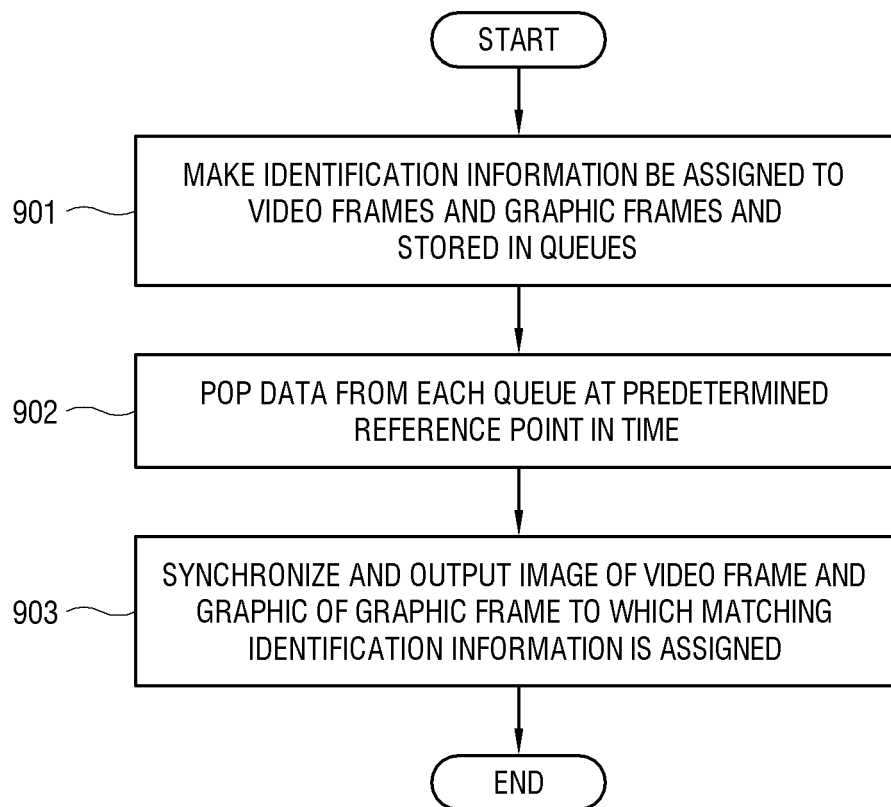 START
901
MAKE IDENTIFICATION INFORMATION BE ASSIGNED TO
VIDEO FRAMES AND GRAPHIC FRAMES AND
STORED IN QUEUES
902
POP DATA FROM EACH QUEUE AT PREDETERMINED
REFERENCE POINT IN TIME
903
SYNCHRONIZE AND OUTPUT IMAGE OF VIDEO FRAME AND
GRAPHIC OF GRAPHIC FRAME TO WHICH MATCHING
IDENTIFICATION INFORMATION IS ASSIGNED
END